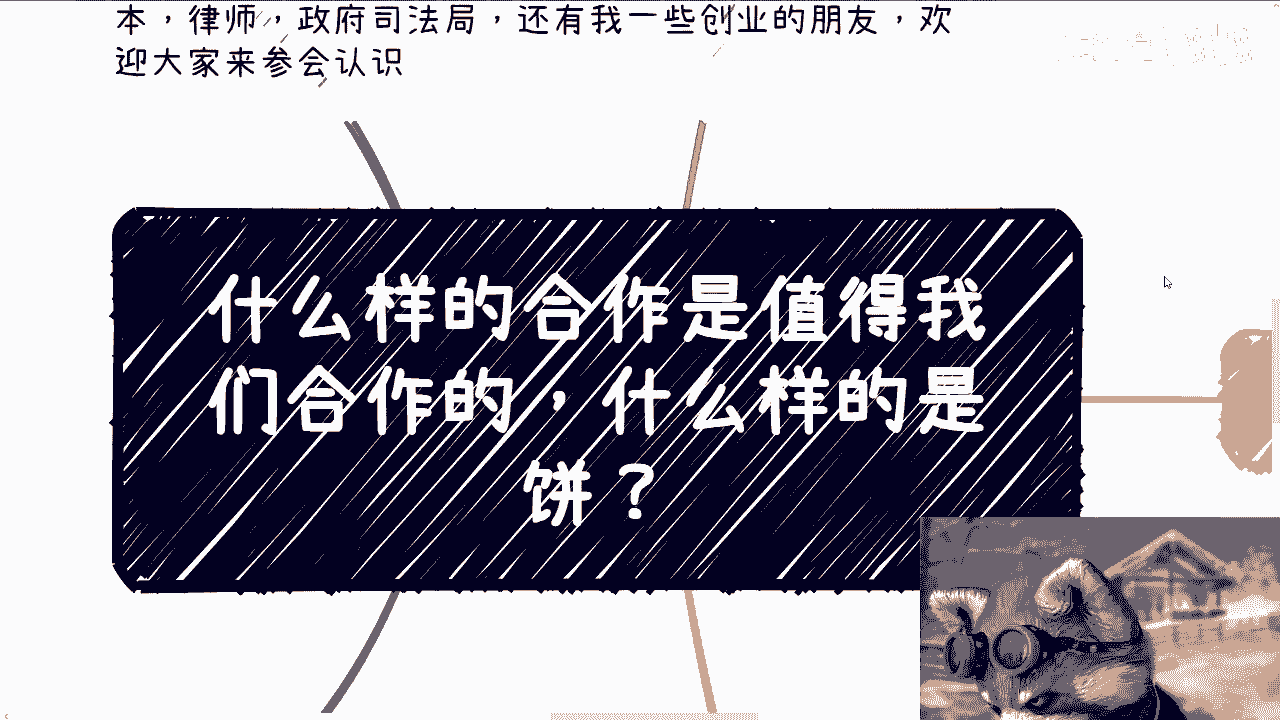 本，律师，政府司法局，还有我一些创业的朋友，欢
迎大家来参会认识
什么样的合作是值得我
们合作的，什么样的是
饼？